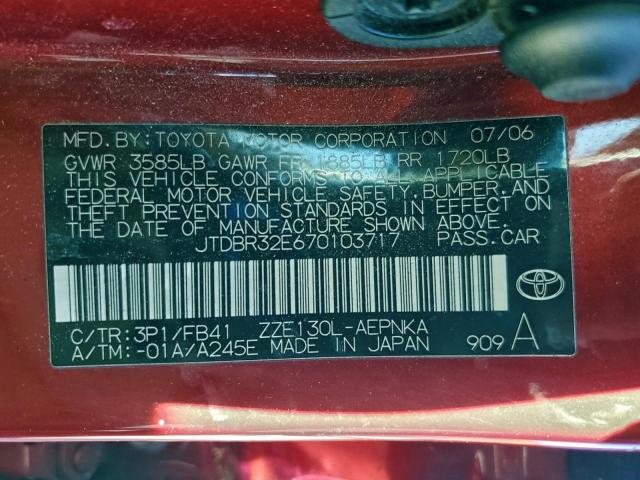 MFD. BY: TOYOTA MOTOR CORPORATION 07/06
GVWR 3585LB GAWR FR 1885LB RR 1720LB
THIS VEHICLE CONFORMS TO ALL APPLICABLE
FEDERAL MOTOR VEHICLE SAFETY, BUMPER, AND
THEFT PREVENTION STANDARDS IN EFFECT ON
THE DATE OF MANUFACTURE SHOWN ABOVE.
JTDBR32E670103717 PASS. CAR
C/TR: 3P1/FB41 ZZE130L-AEPNKA
A/TM: -01A/A245E MADE IN JAPAN 909 A